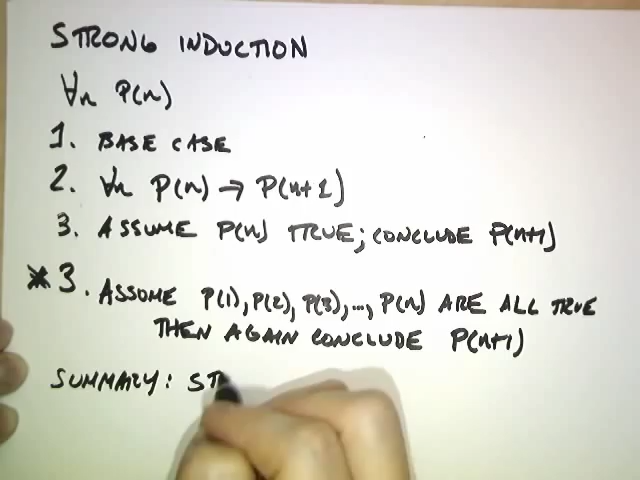 STRONG INDUCTION
∀n P(n)
1. BASE CASE
2. ∀n P(n) → P(n+1)
3. ASSUME P(n) TRUE; CONCLUDE P(n+1)
* 3. ASSUME P(1), P(2), P(3), ..., P(n) ARE ALL TRUE
THEN AGAIN CONCLUDE P(n+1)
SUMMARY: ST